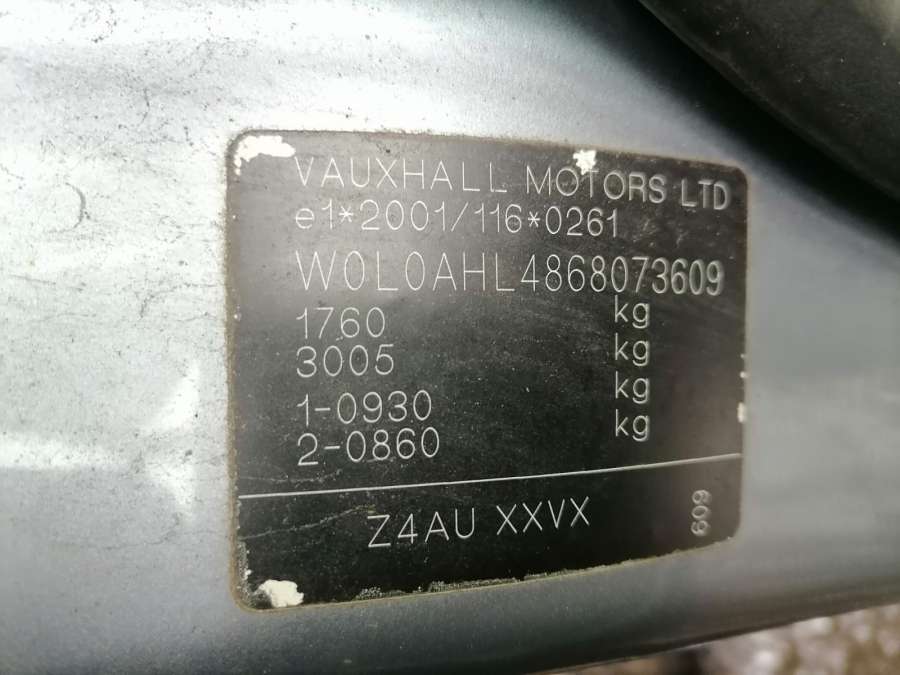 VAUXHALL MOTORS LTD
e1*2001/116*0261
W0L0AHL4868073609
1760 kg
3005 kg
1-0930 kg
2-0860 kg
Z4AU XXVX
609